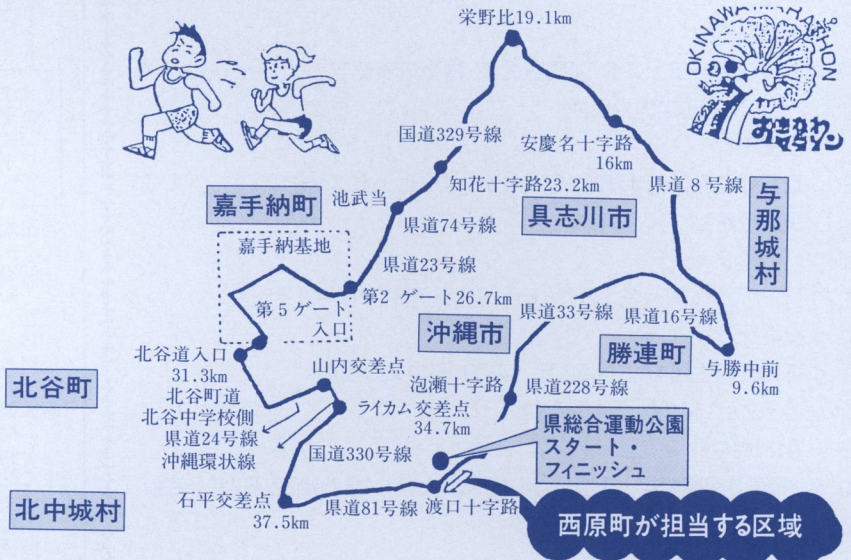 栄野比19.1km
OKINAWA MARATHON
おきなわ
マラソン
国道329号線
安慶名十字路
16km
知花十字路23.2km
県道8号線
嘉手納町
池武当
具志川市
与那城村
県道74号線
嘉手納基地
県道23号線
第2ゲート26.7km
第5ゲート
入口
沖縄市
県道33号線
県道16号線
勝連町
与勝中前
9.6km
北谷道入口
31.3km
山内交差点
泡瀬十字路
県道228号線
北谷町
北谷町道
北谷中学校側
県道24号線
沖縄環状線
ライカム交差点
34.7km
県総合運動公園
スタート・
フィニッシュ
国道330号線
北中城村
石平交差点
37.5km
県道81号線
渡口十字路
西原町が担当する区域